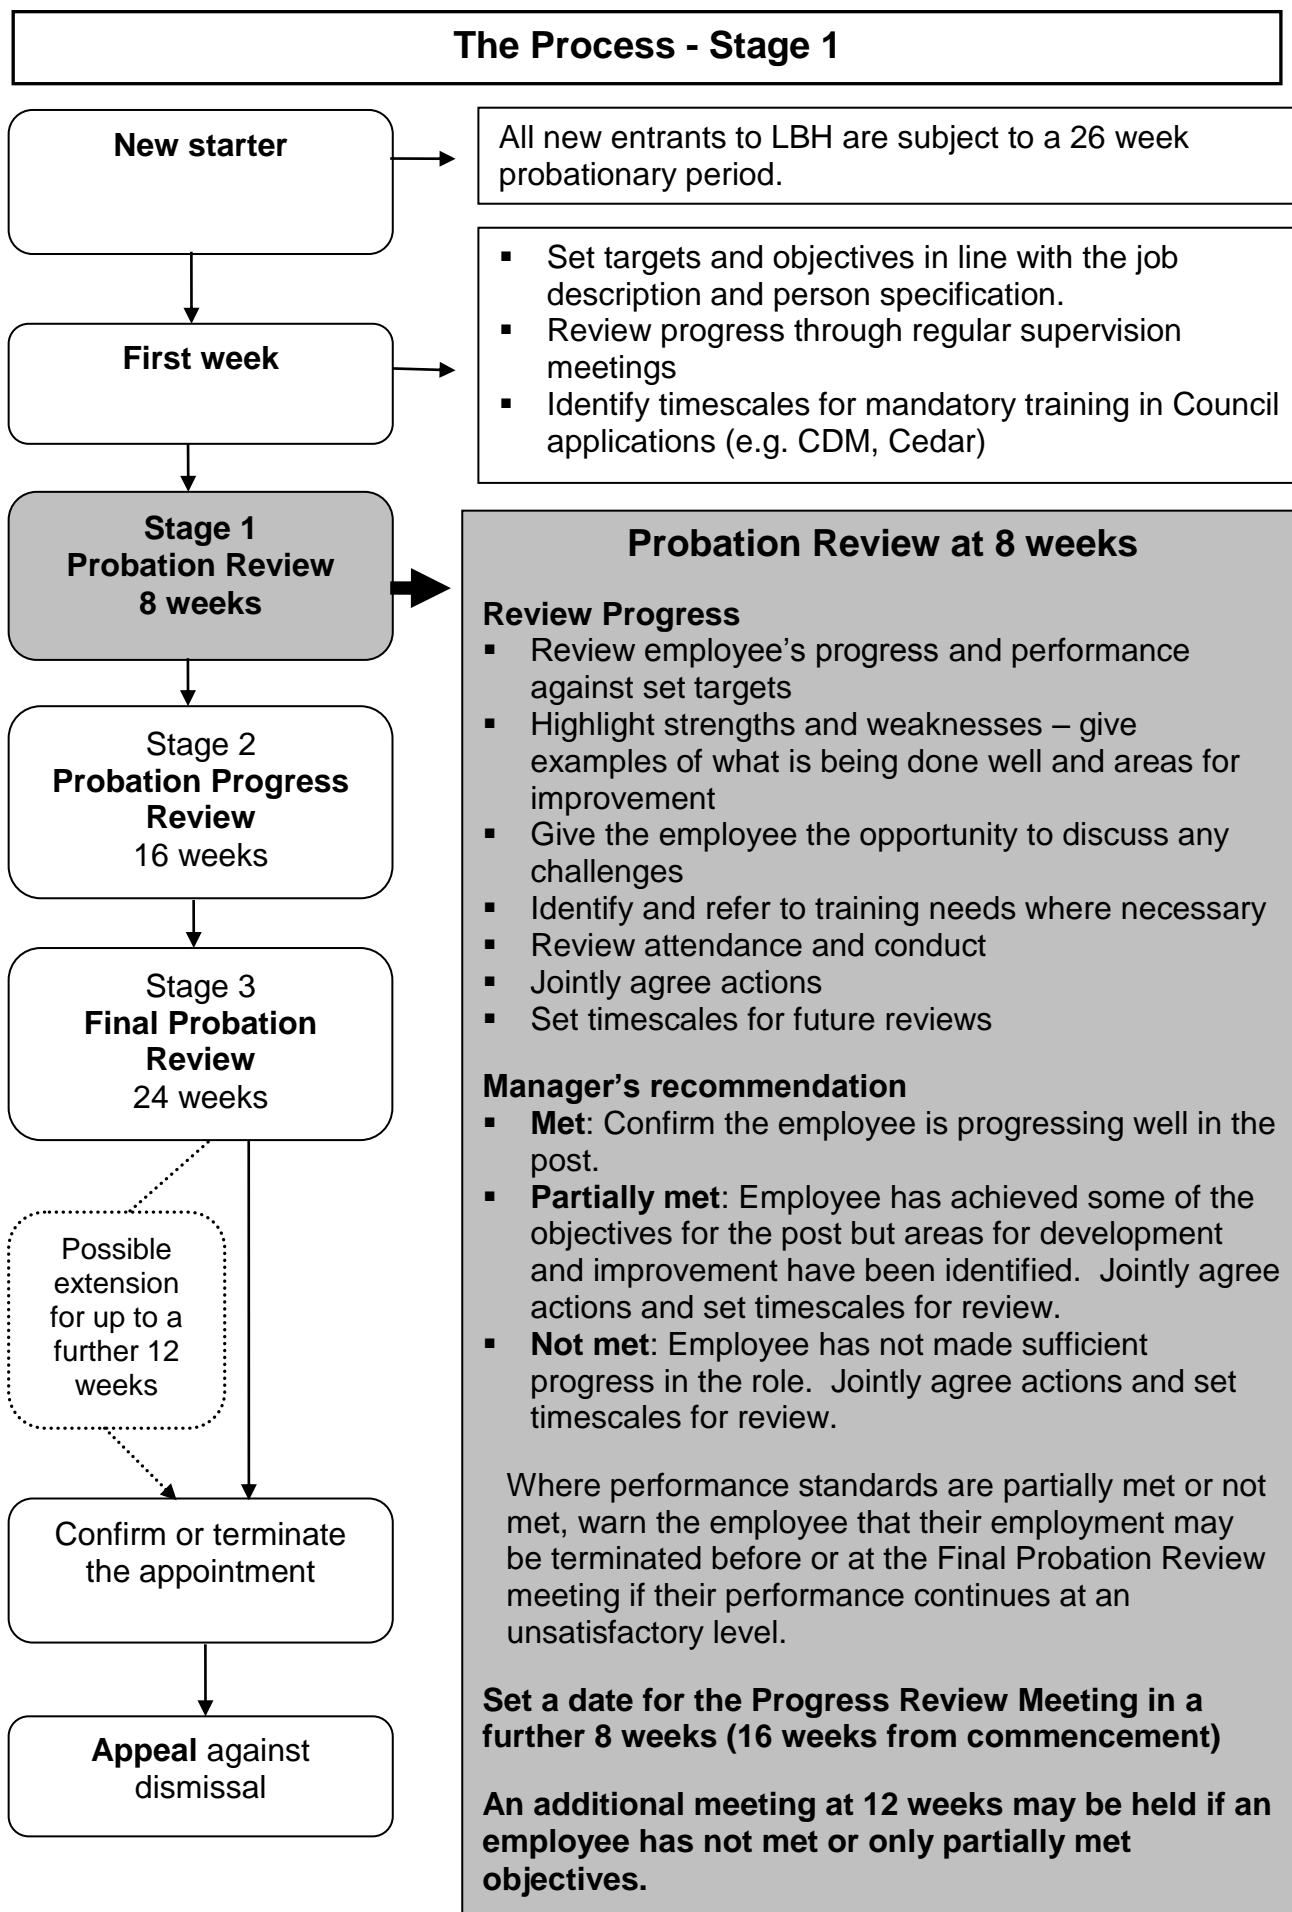 The Process - Stage 1
New starter
All new entrants to LBH are subject to a 26 week
probationary period.
First week
▪ Set targets and objectives in line with the job
description and person specification.
▪ Review progress through regular supervision
meetings
▪ Identify timescales for mandatory training in Council
applications (e.g. CDM, Cedar)
Stage 1
Probation Review
8 weeks
Stage 2
Probation Progress
Review
16 weeks
Stage 3
Final Probation
Review
24 weeks
Possible
extension
for up to a
further 12
weeks
Confirm or terminate
the appointment
Appeal against
dismissal
Probation Review at 8 weeks
Review Progress
▪ Review employee’s progress and performance
against set targets
▪ Highlight strengths and weaknesses – give
examples of what is being done well and areas for
improvement
▪ Give the employee the opportunity to discuss any
challenges
▪ Identify and refer to training needs where necessary
▪ Review attendance and conduct
▪ Jointly agree actions
▪ Set timescales for future reviews
Manager’s recommendation
▪ Met: Confirm the employee is progressing well in the
post.
▪ Partially met: Employee has achieved some of the
objectives for the post but areas for development
and improvement have been identified.  Jointly agree
actions and set timescales for review.
▪ Not met: Employee has not made sufficient
progress in the role.  Jointly agree actions and set
timescales for review.
Where performance standards are partially met or not
met, warn the employee that their employment may
be terminated before or at the Final Probation Review
meeting if their performance continues at an
unsatisfactory level.
Set a date for the Progress Review Meeting in a
further 8 weeks (16 weeks from commencement)
An additional meeting at 12 weeks may be held if an
employee has not met or only partially met
objectives.